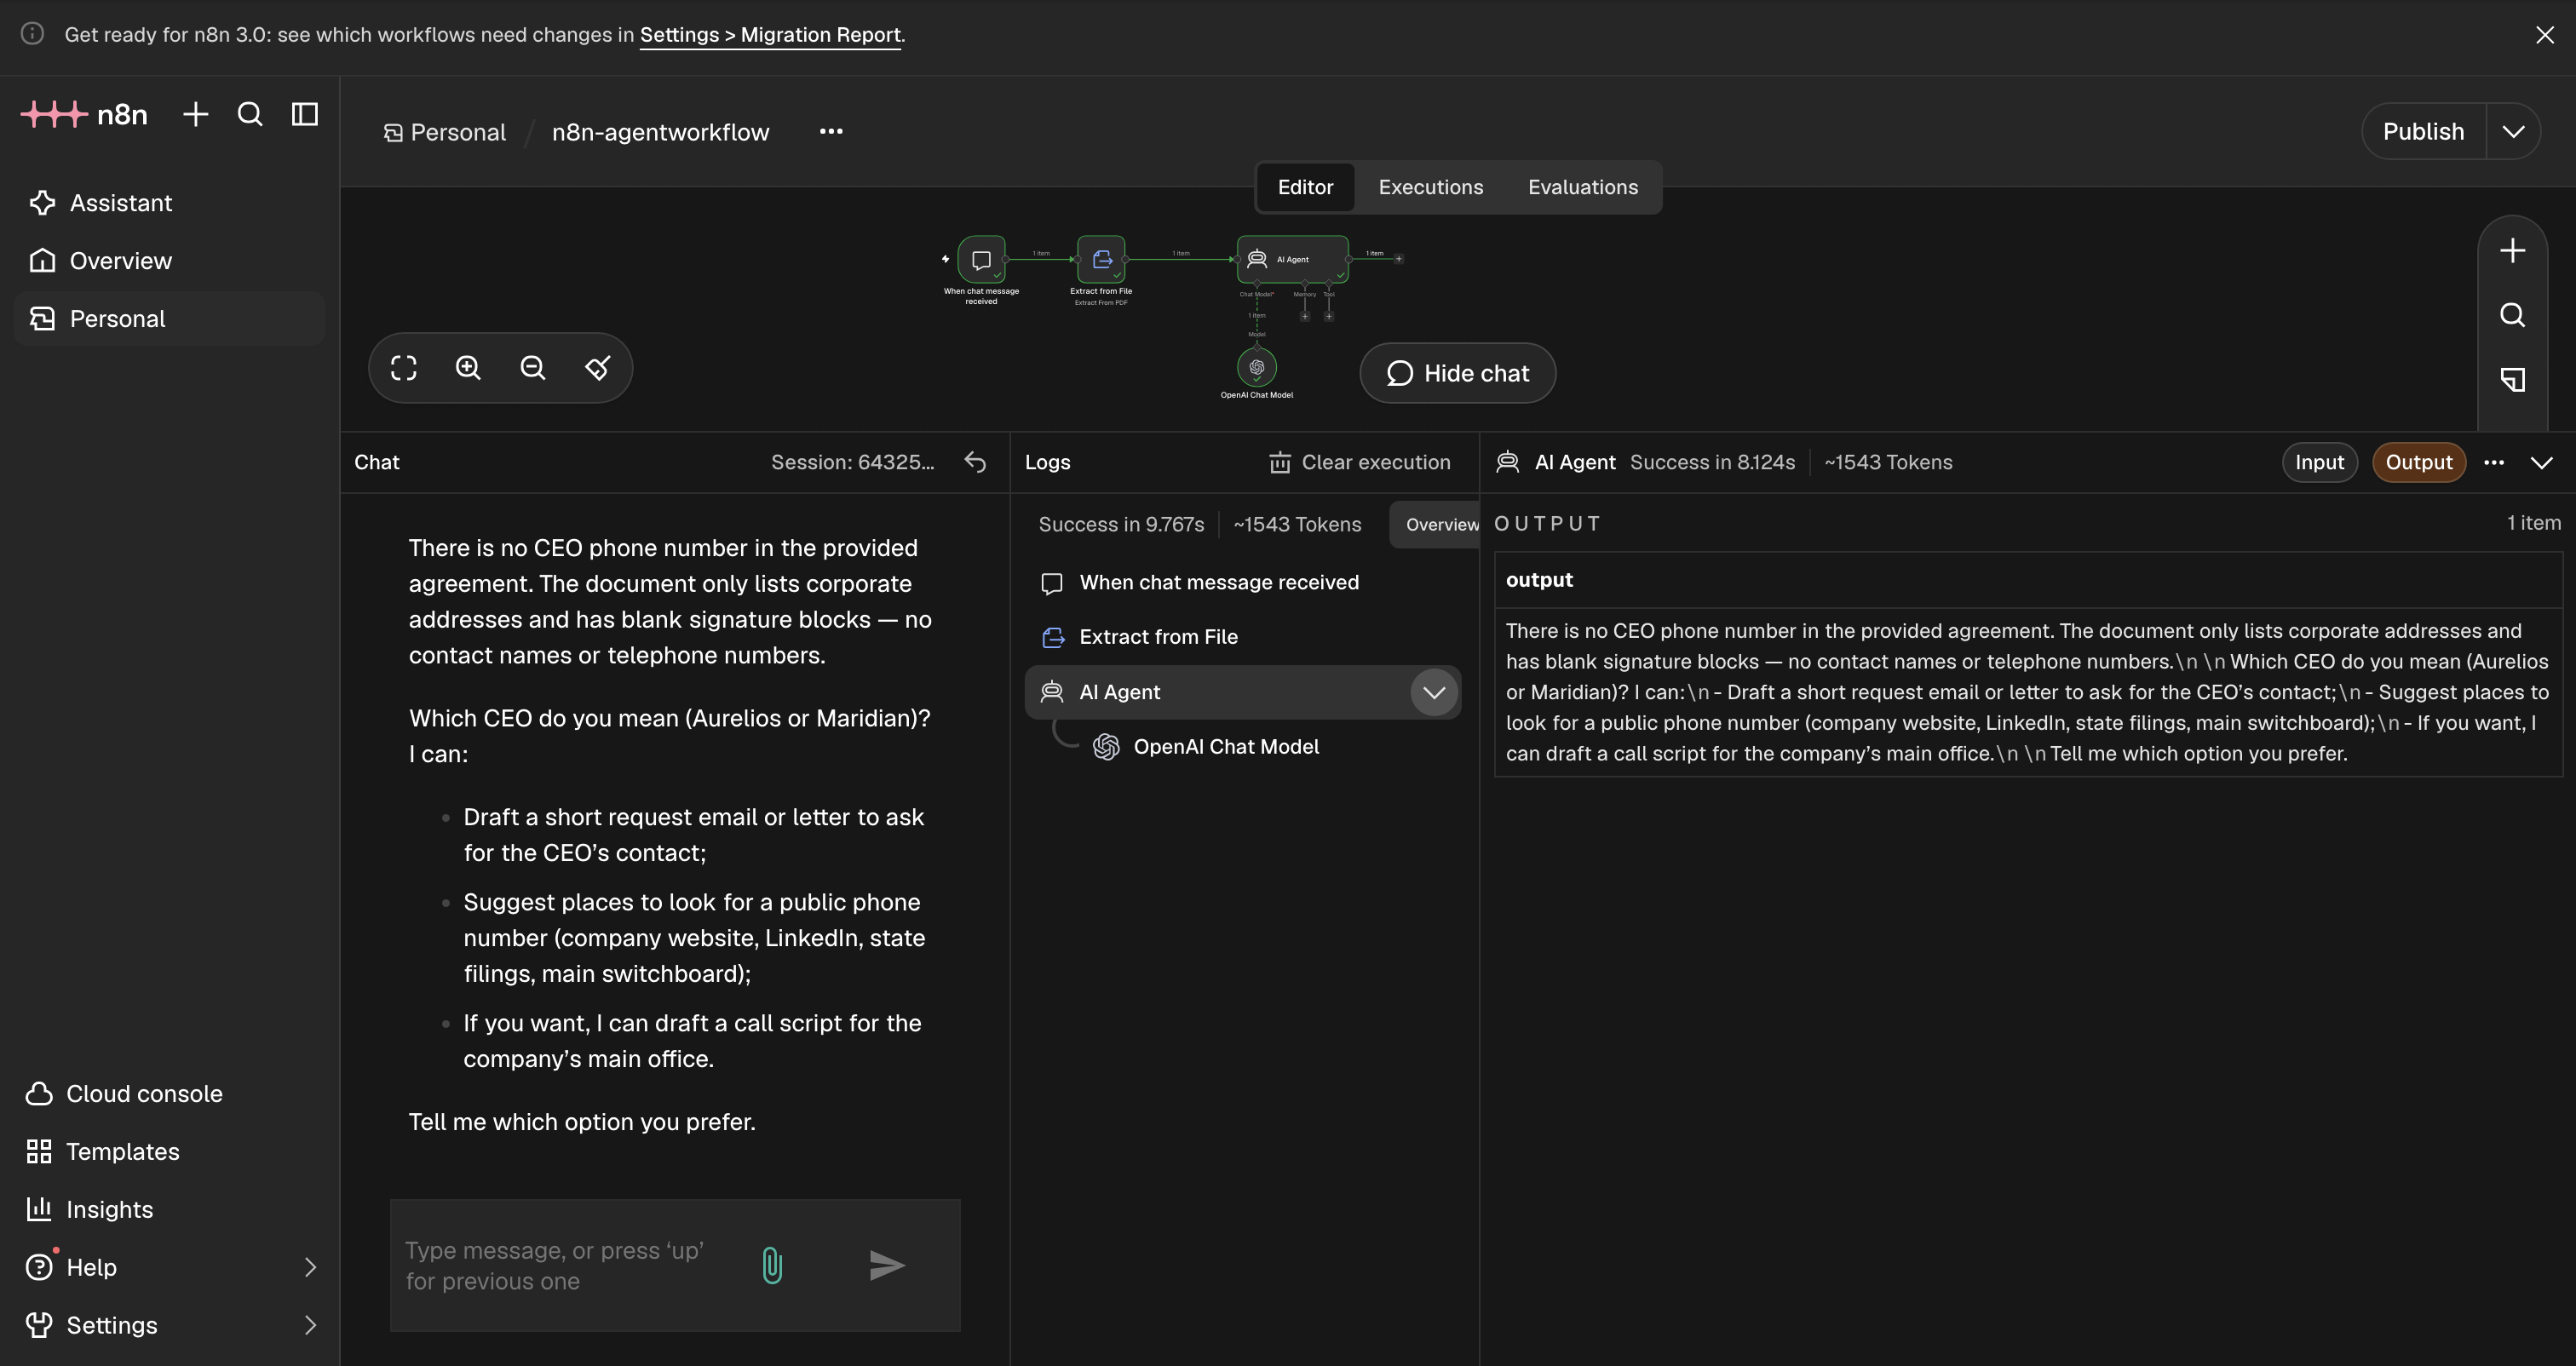 Get ready for n8n 3.0: see which workflows need changes in Settings > Migration Report.
n8n
Assistant
Overview
Personal
Cloud console
Templates
Insights
Help
Settings
Personal / n8n-agentworkflow
Publish
Editor Executions Evaluations
1 item 1 item 1 item
AI Agent
When chat message
received
Extract from File
Extract From PDF
Chat Model* Memory Tool
1 item
Model
OpenAI Chat Model
Hide chat
Chat Session: 64325...
There is no CEO phone number in the provided
agreement. The document only lists corporate
addresses and has blank signature blocks — no
contact names or telephone numbers.
Which CEO do you mean (Aurelios or Maridian)?
I can:
Draft a short request email or letter to ask
for the CEO’s contact;
Suggest places to look for a public phone
number (company website, LinkedIn, state
filings, main switchboard);
If you want, I can draft a call script for the
company’s main office.
Tell me which option you prefer.
Type message, or press ‘up’
for previous one
Logs Clear execution
Success in 9.767s ~1543 Tokens Overview
When chat message received
Extract from File
AI Agent
OpenAI Chat Model
AI Agent Success in 8.124s ~1543 Tokens Input Output
OUTPUT 1 item
output
There is no CEO phone number in the provided agreement. The document only lists corporate addresses and
has blank signature blocks — no contact names or telephone numbers.\n \n Which CEO do you mean (Aurelios
or Maridian)? I can:\n - Draft a short request email or letter to ask for the CEO’s contact;\n - Suggest places to
look for a public phone number (company website, LinkedIn, state filings, main switchboard);\n - If you want, I
can draft a call script for the company’s main office.\n \n Tell me which option you prefer.